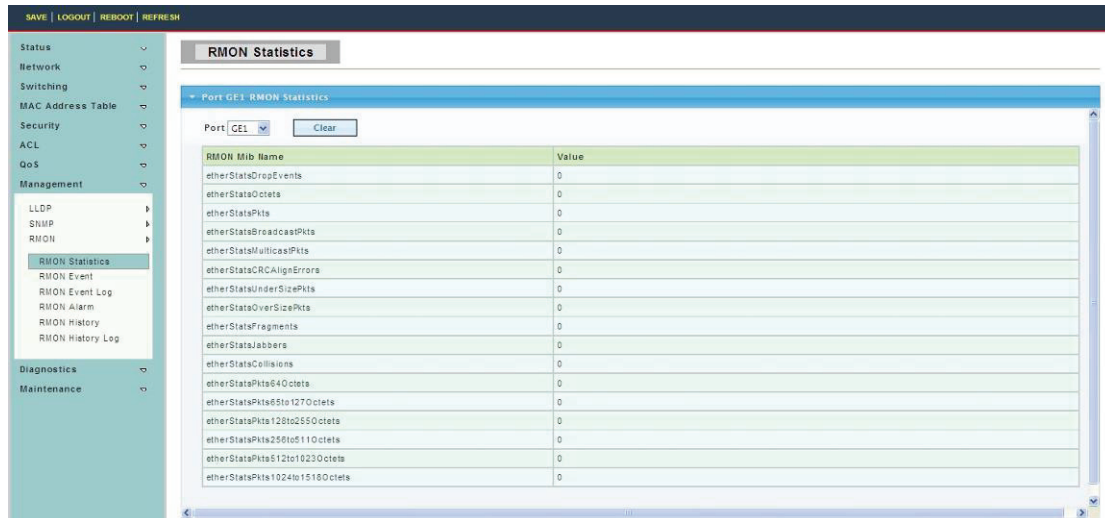 SAVE | LOGOUT | REBOOT | REFRESH
Status
Network
Switching
MAC Address Table
Security
ACL
QoS
Management
LLDP
SNMP
RMON
RMON Statistics
RMON Event
RMON Event Log
RMON Alarm
RMON History
RMON History Log
Diagnostics
Maintenance
RMON Statistics
Port GE1 RMON Statistics
Port GE1 Clear
RMON Mib Name Value
etherStatsDropEvents 0
etherStatsOctets 0
etherStatsPkts 0
etherStatsBroadcastPkts 0
etherStatsMulticastPkts 0
etherStatsCRCAlignErrors 0
etherStatsUnderSizePkts 0
etherStatsOverSizePkts 0
etherStatsFragments 0
etherStatsJabbers 0
etherStatsCollisions 0
etherStatsPkts64Octets 0
etherStatsPkts65to127Octets 0
etherStatsPkts128to255Octets 0
etherStatsPkts256to511Octets 0
etherStatsPkts512to1023Octets 0
etherStatsPkts1024to1518Octets 0